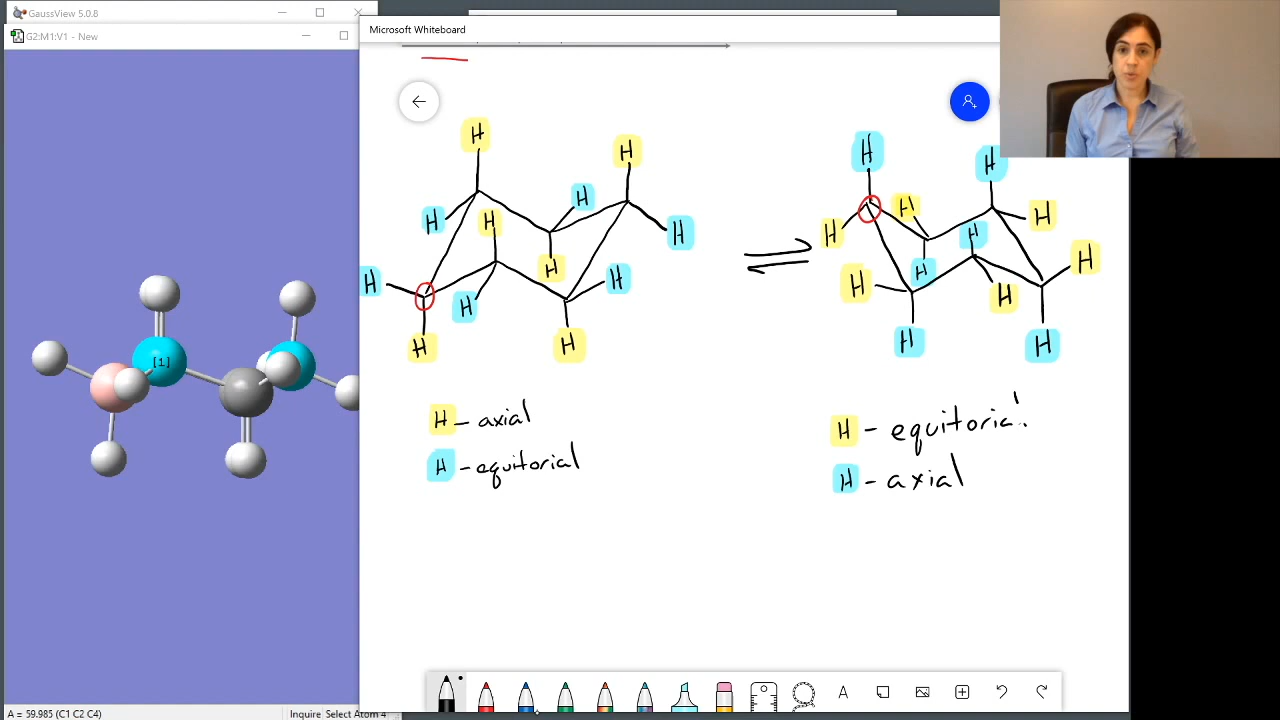 GaussView 5.0.8
G2:M1:V1 - New
Microsoft Whiteboard
H H H H
H H H H
H H H H H
H H H H
H H H H
H H H
H H H H
H - axial
H - equitorial
H - equitorial
H - axial
[1]
A
A = 59.985 (C1 C2 C4)
Inquire Select Atom 4